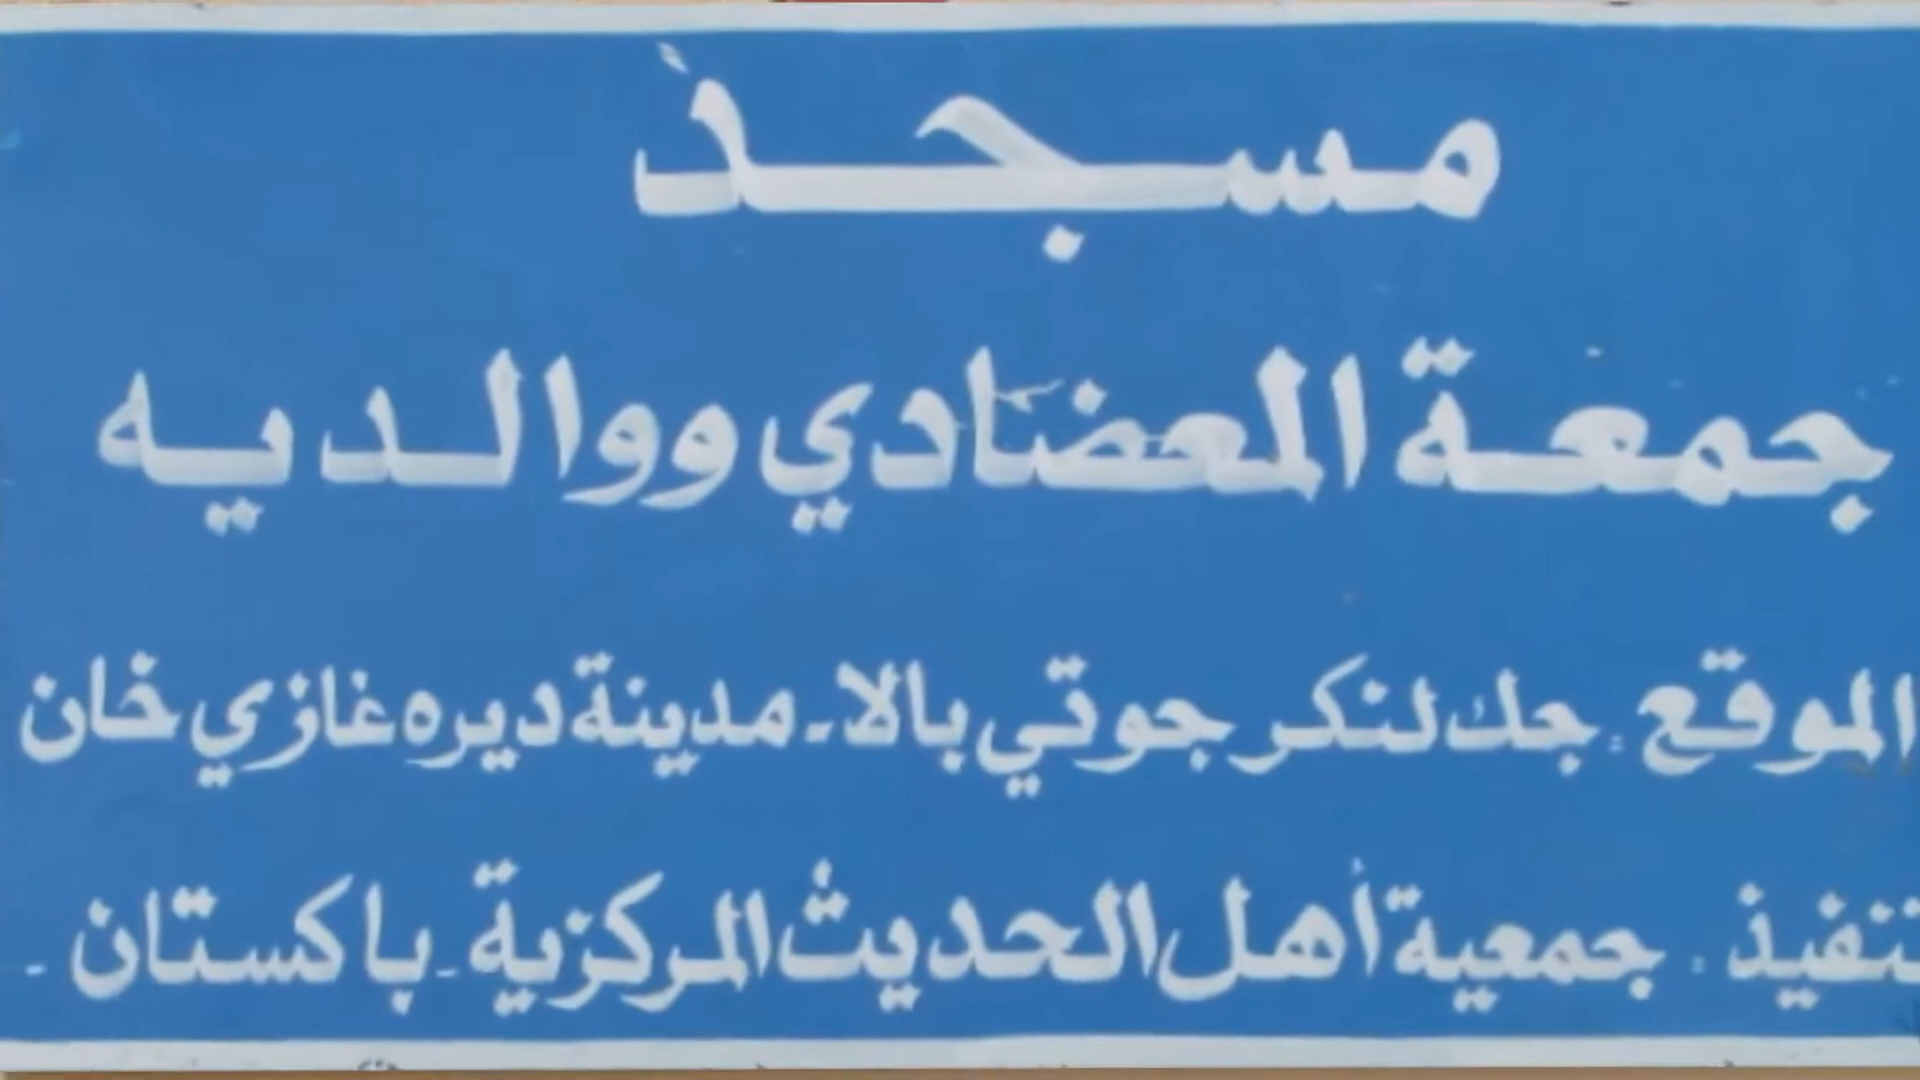 مسجد
جمعة المعضادي ووالديه
الموقع : جك لنكر جوتي بالا ـ مدينة ديره غازي خان
تنفيذ : جمعية أهل الحديث المركزية ـ باكستان ـ